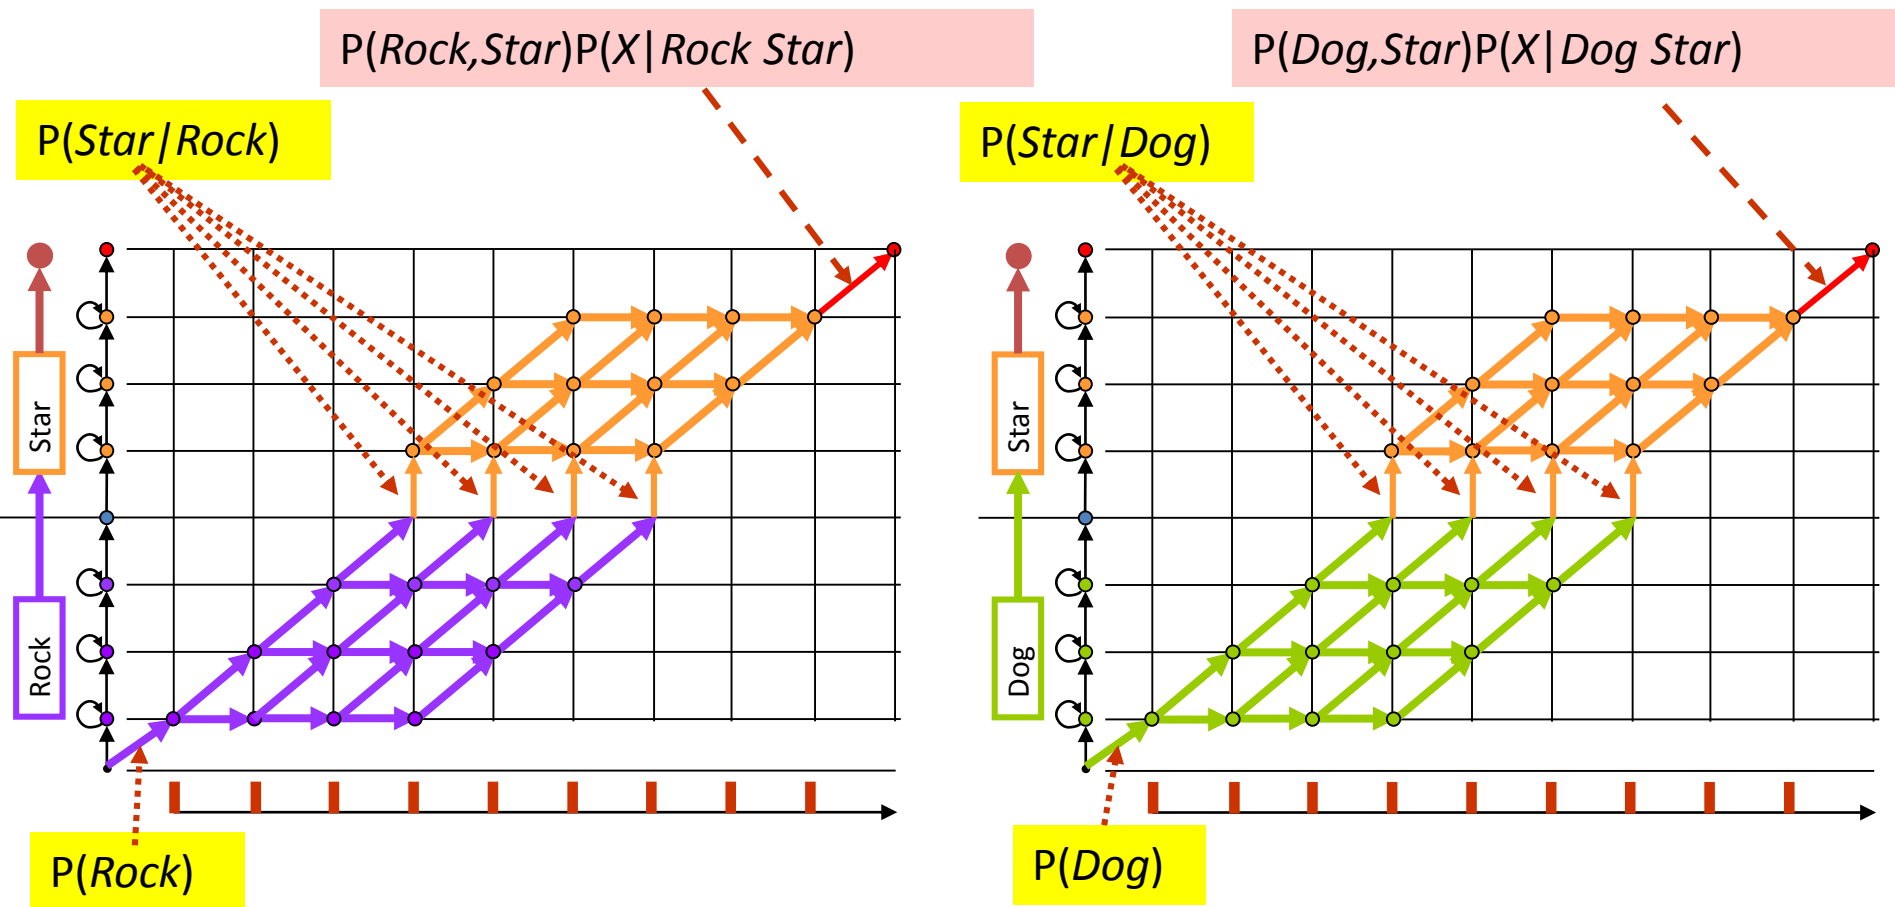 P(Rock,Star)P(X|Rock Star)
P(Dog,Star)P(X|Dog Star)
P(Star|Rock)
P(Star|Dog)
Star
Rock
Star
Dog
P(Rock)
P(Dog)